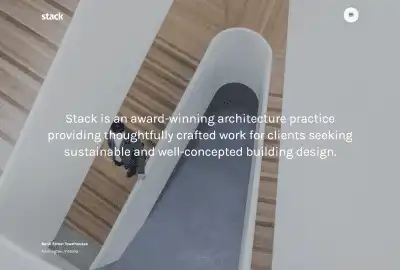 stack
Stack is an award-winning architecture practice
providing thoughtfully crafted work for clients seeking
sustainable and well-concepted building design.